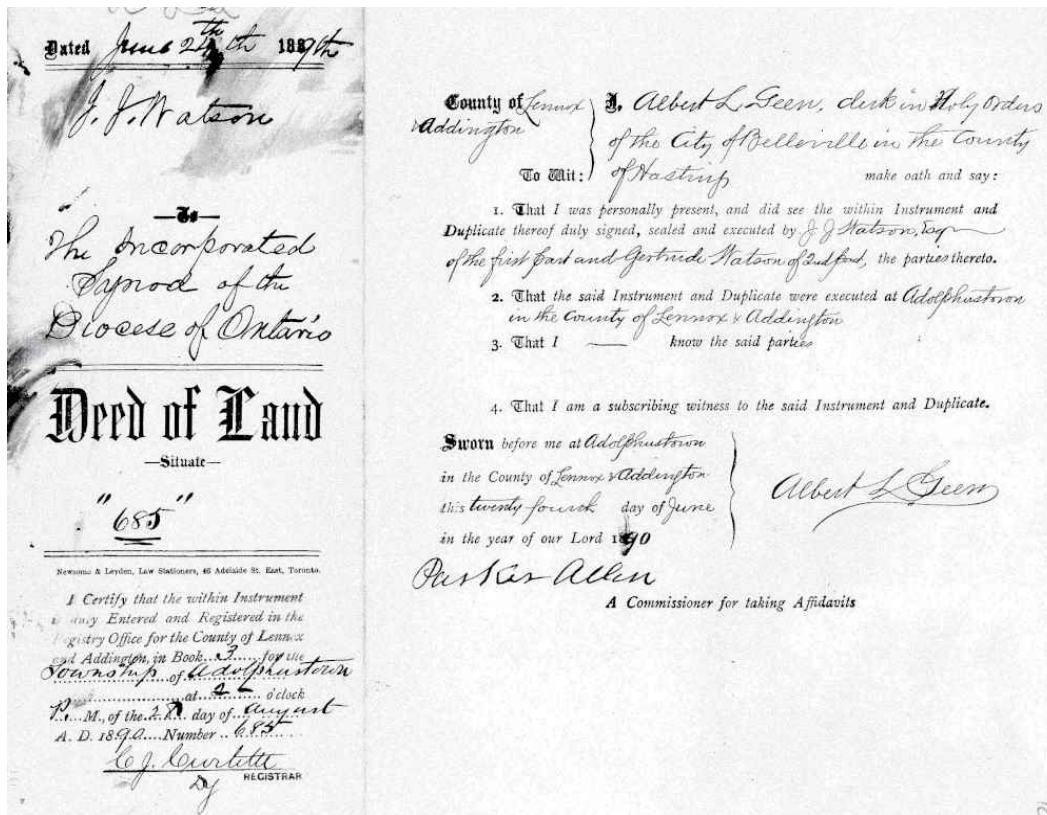 Dated June 24th 1889th
J. J. Watson
—To—
The Incorporated
Synod of the
Diocese of Ontario
Deed of Land
—Situate—
" 685 "
Newsome & Leyden, Law Stationers, 46 Adelaide St. East, Toronto.
I Certify that the within Instrument
is duly Entered and Registered in the
Registry Office for the County of Lennox
and Addington, in Book 3 for the
Township of Adolphustown
at 2 o'clock
P. M., of the 28 day of August
A. D. 1890 Number 685
C. J. Curlette
Dy REGISTRAR
County of Lennox
& Addington
To Wit:
I, Albert L. Geen, clerk in Holy Orders
of the City of Belleville in the County
of Hastings make oath and say:
1. That I was personally present, and did see the within Instrument and
Duplicate thereof duly signed, sealed and executed by J J Watson, Esqr
of the first Part and Gertrude Watson of 2nd part, the parties thereto.
2. That the said Instrument and Duplicate were executed at Adolphustown
in the County of Lennox & Addington
3. That I — know the said parties
4. That I am a subscribing witness to the said Instrument and Duplicate.
Sworn before me at Adolphustown
in the County of Lennox & Addington
this twenty fourth day of June
in the year of our Lord 1890
Albert L Geen
Parker Allen
A Commissioner for taking Affidavits